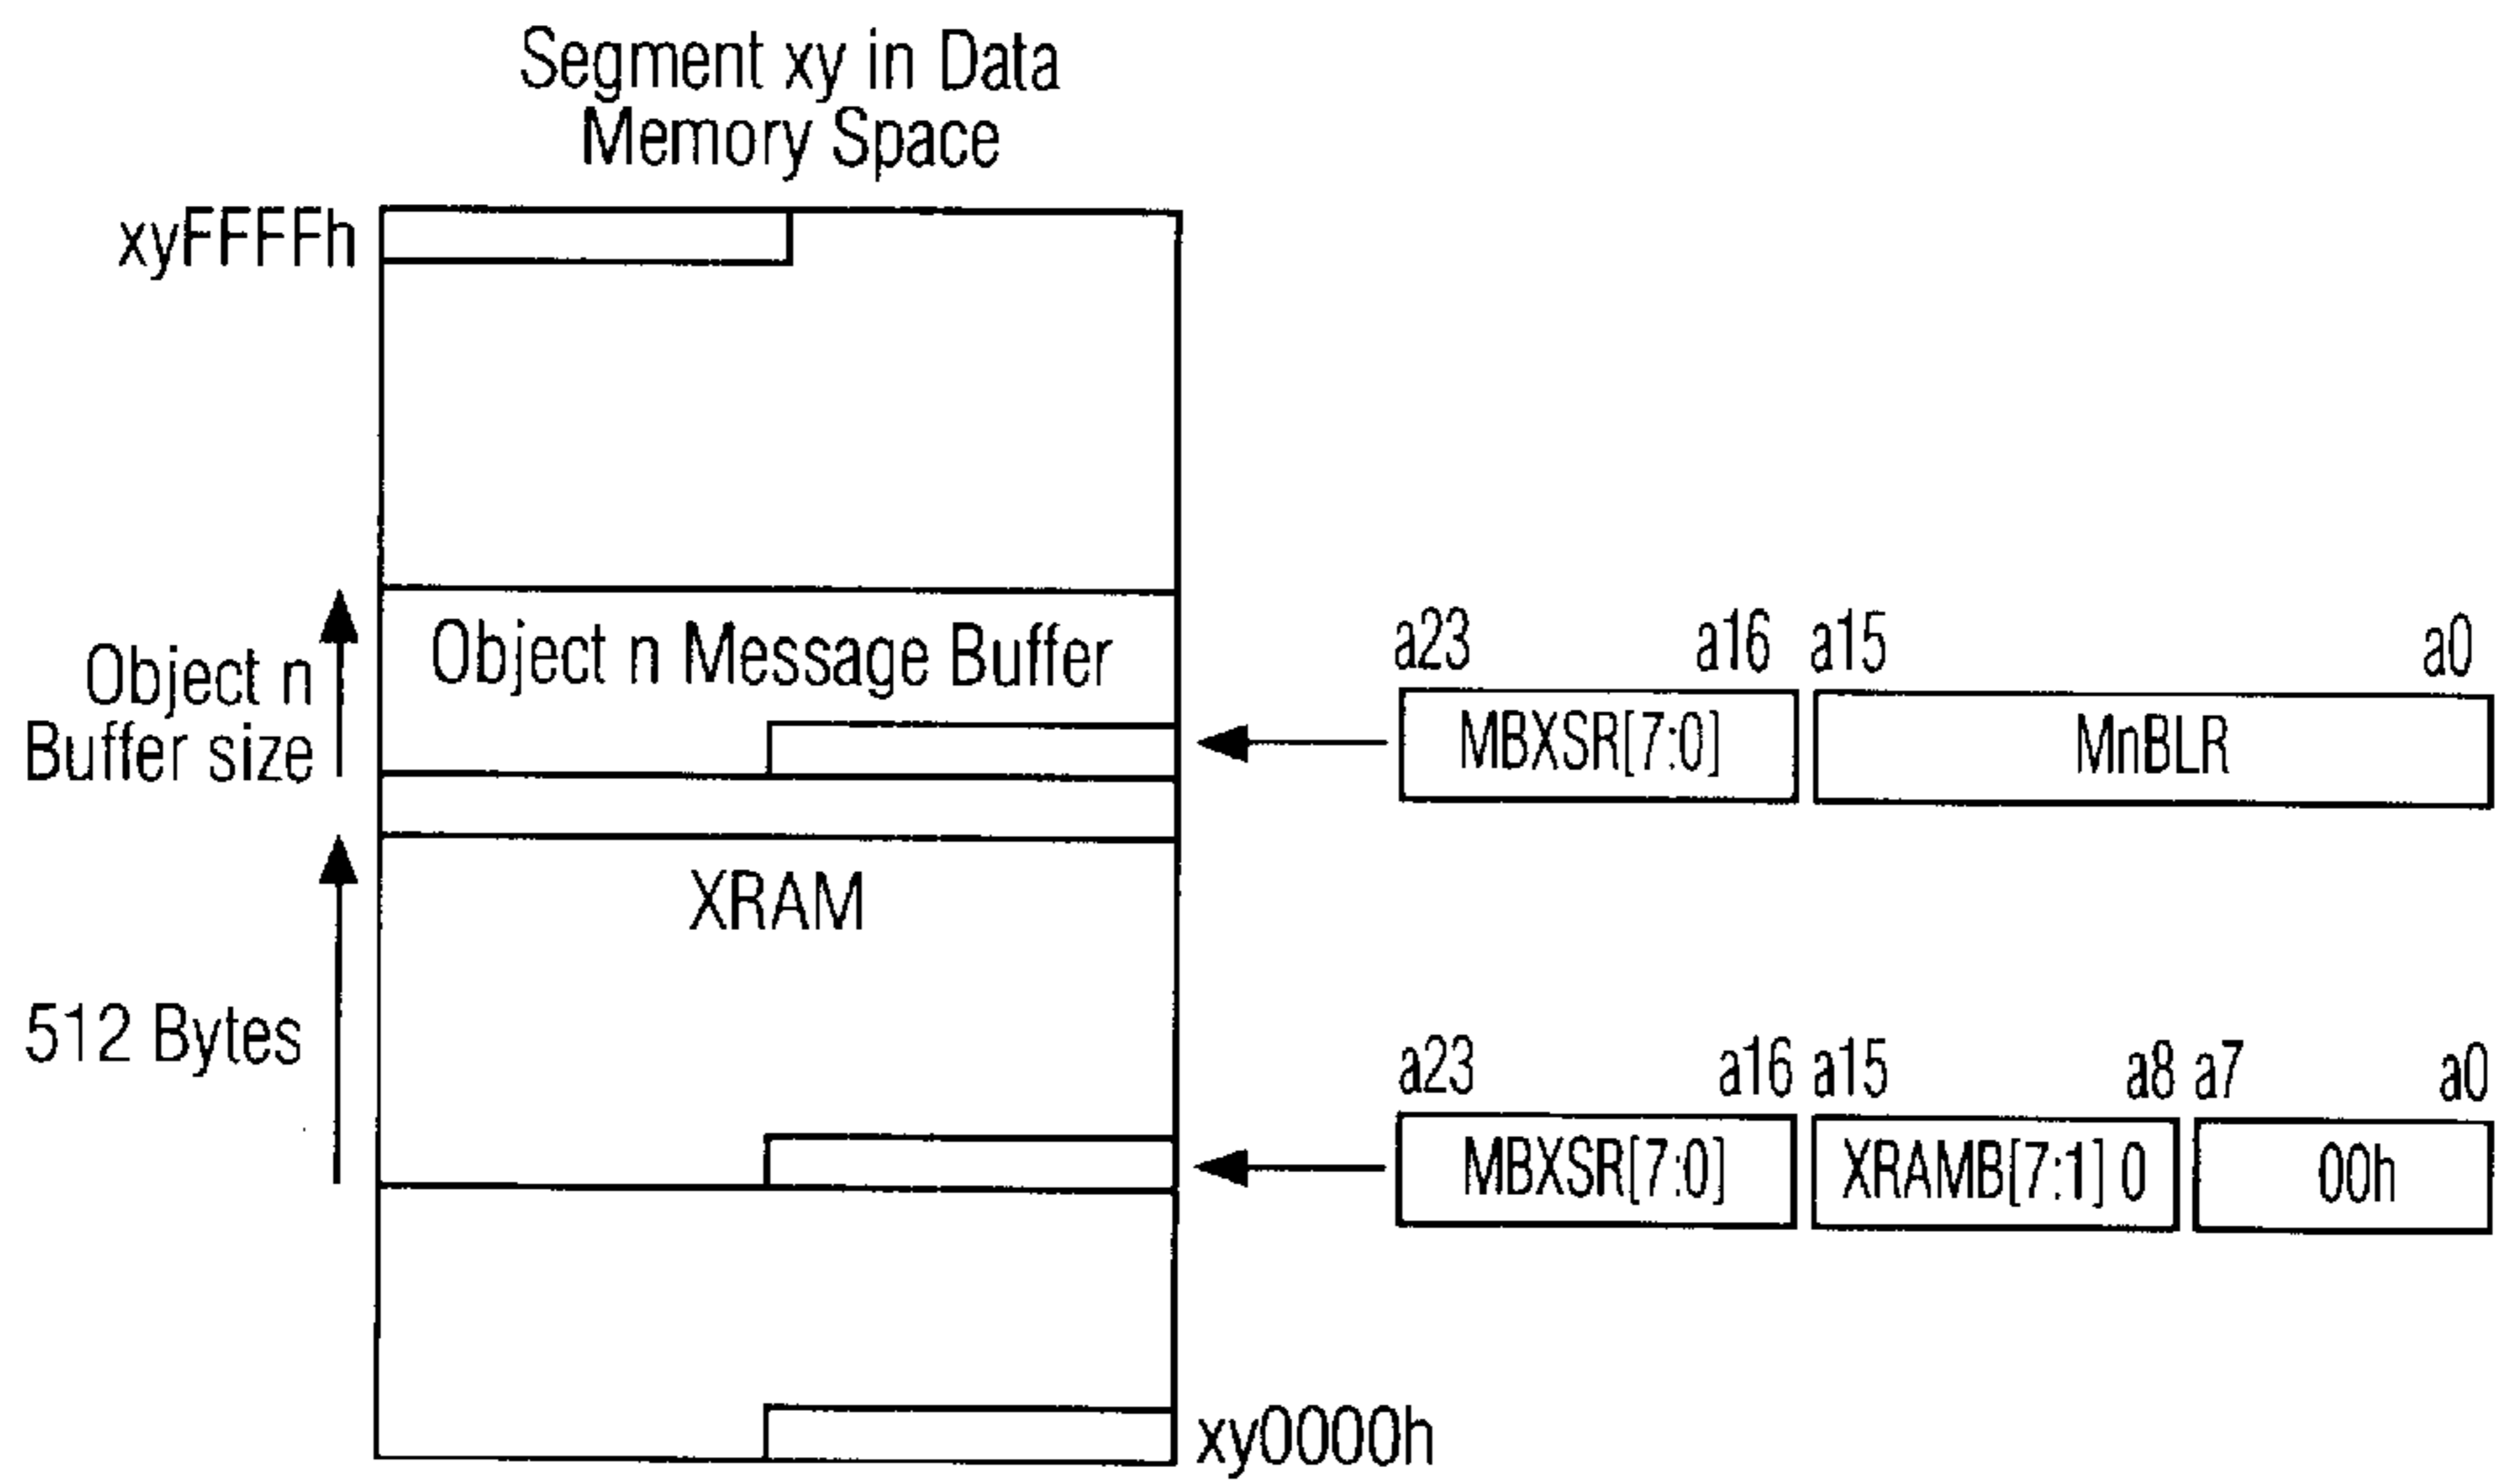 Segment xy in Data
Memory Space
xyFFFFh
Object n
Buffer size
Object n Message Buffer
a23 a16 a15 a0
MBXSR[7:0] MnBLR
XRAM
512 Bytes
a23 a16 a15 a8 a7 a0
MBXSR[7:0] XRAMB[7:1] 0 00h
xy0000h